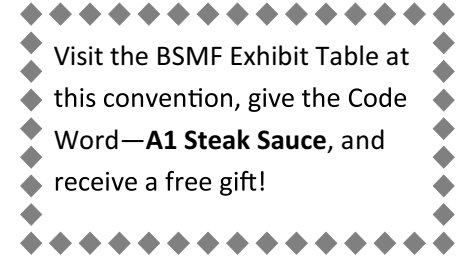 Visit the BSMF Exhibit Table at
this convention, give the Code
Word—A1 Steak Sauce, and
receive a free gift!